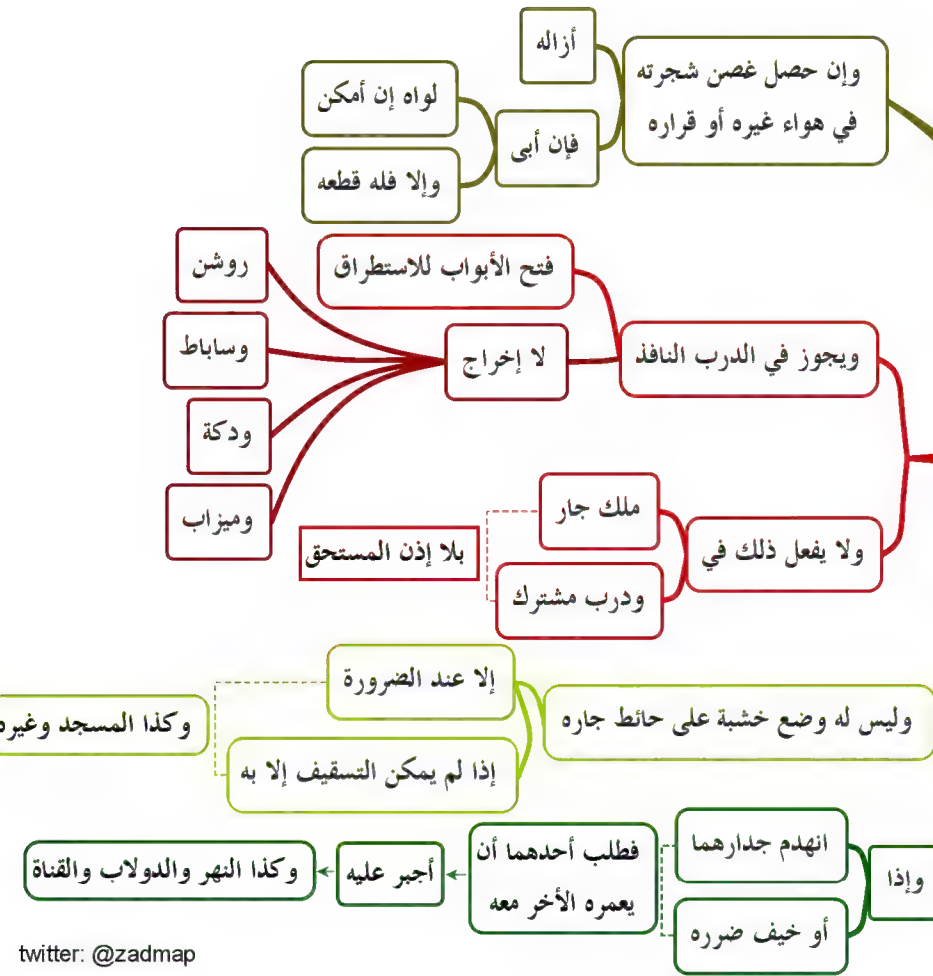 وإن حصل غصن شجرته
في هواء غيره أو قراره
أزاله
فإن أبى
لواه إن أمكن
وإلا فله قطعه
ويجوز في الدرب النافذ
فتح الأبواب للاستطراق
لا إخراج
روشن
وساباط
ودكة
وميزاب
ولا يفعل ذلك في
ملك جار
ودرب مشترك
بلا إذن المستحق
وليس له وضع خشبة على حائط جاره
إلا عند الضرورة
إذا لم يمكن التسقيف إلا به
وكذا المسجد وغيره
وإذا
انهدم جدارهما
أو خيف ضرره
فطلب أحدهما أن
يعمره الأخر معه
أجبر عليه
وكذا النهر والدولاب والقناة
twitter: @zadmap